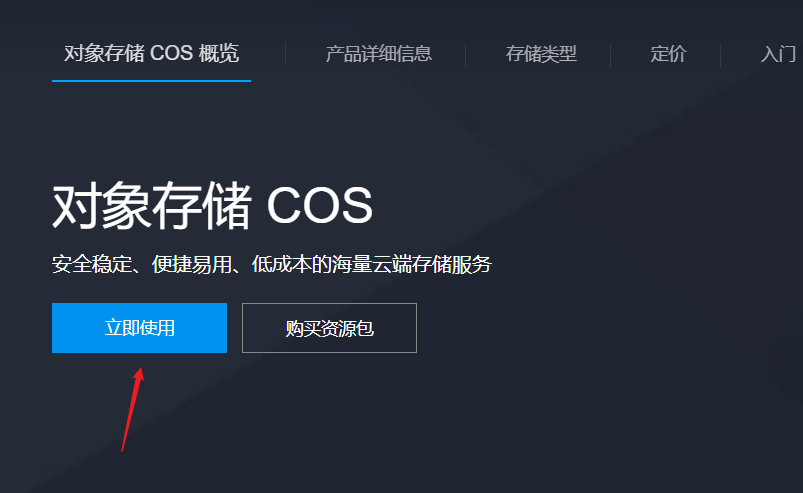 对象存储 COS 概览 产品详细信息 存储类型 定价 入门
对象存储 COS
安全稳定、便捷易用、低成本的海量云端存储服务
立即使用 购买资源包